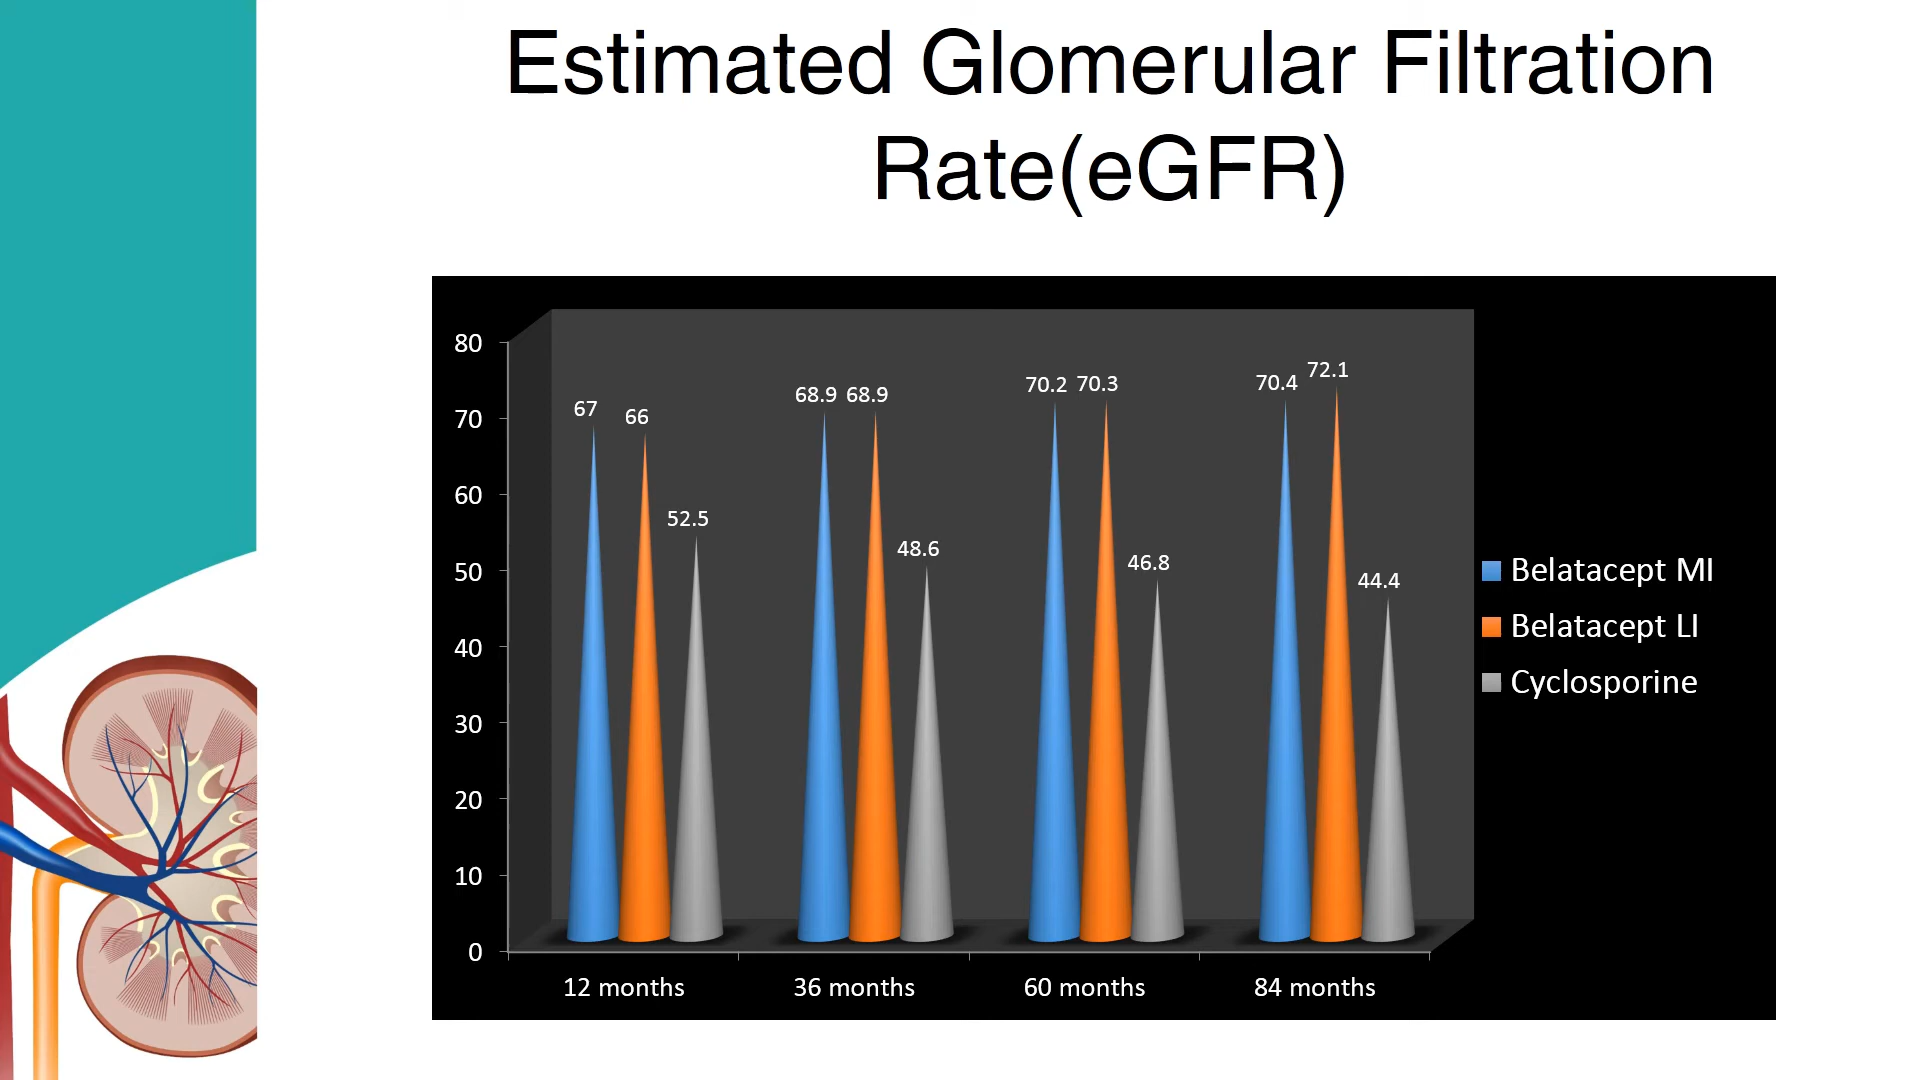 Estimated Glomerular Filtration
Rate(eGFR)
80
70
60
50
40
30
20
10
0
67
66
52.5
68.9
68.9
48.6
70.2
70.3
46.8
70.4
72.1
44.4
12 months
36 months
60 months
84 months
Belatacept MI
Belatacept LI
Cyclosporine